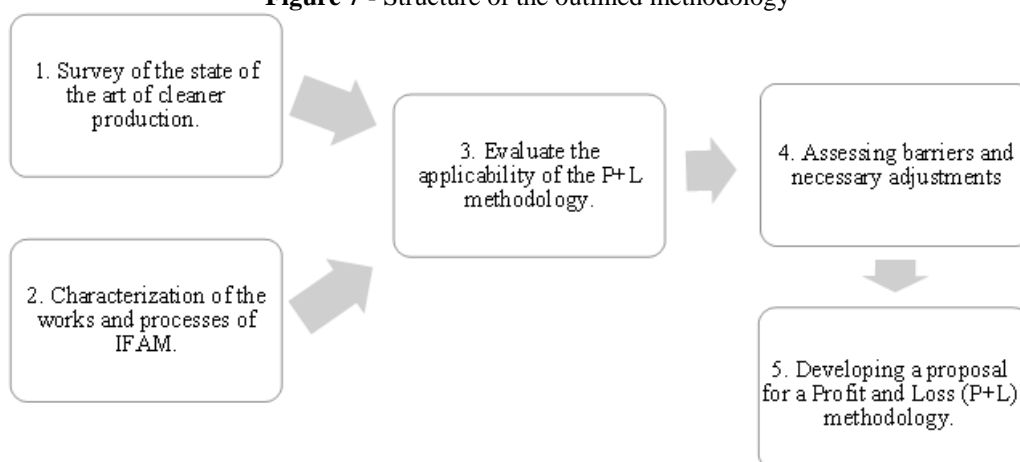 Figure 7 - Structure of the outlined methodology
1. Survey of the state of
the art of cleaner
production.
2. Characterization of the
works and processes of
IFAM.
3. Evaluate the
applicability of the P+L
methodology.
4. Assessing barriers and
necessary adjustments
5. Developing a proposal
for a Profit and Loss (P+L)
methodology.